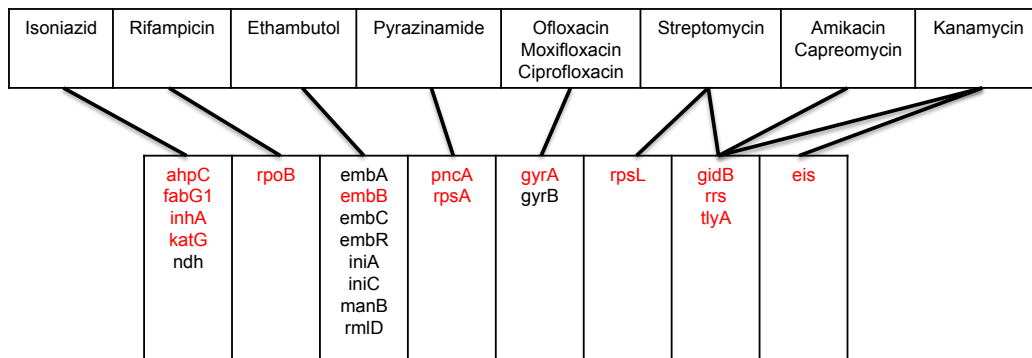 Isoniazid
Rifampicin
Ethambutol
Pyrazinamide
Ofloxacin
Moxifloxacin
Ciprofloxacin
Streptomycin
Amikacin
Capreomycin
Kanamycin
ahpC
fabG1
inhA
katG
ndh
rpoB
embA
embB
embC
embR
iniA
iniC
manB
rmlD
pncA
rpsA
gyrA
gyrB
rpsL
gidB
rrs
tlyA
eis